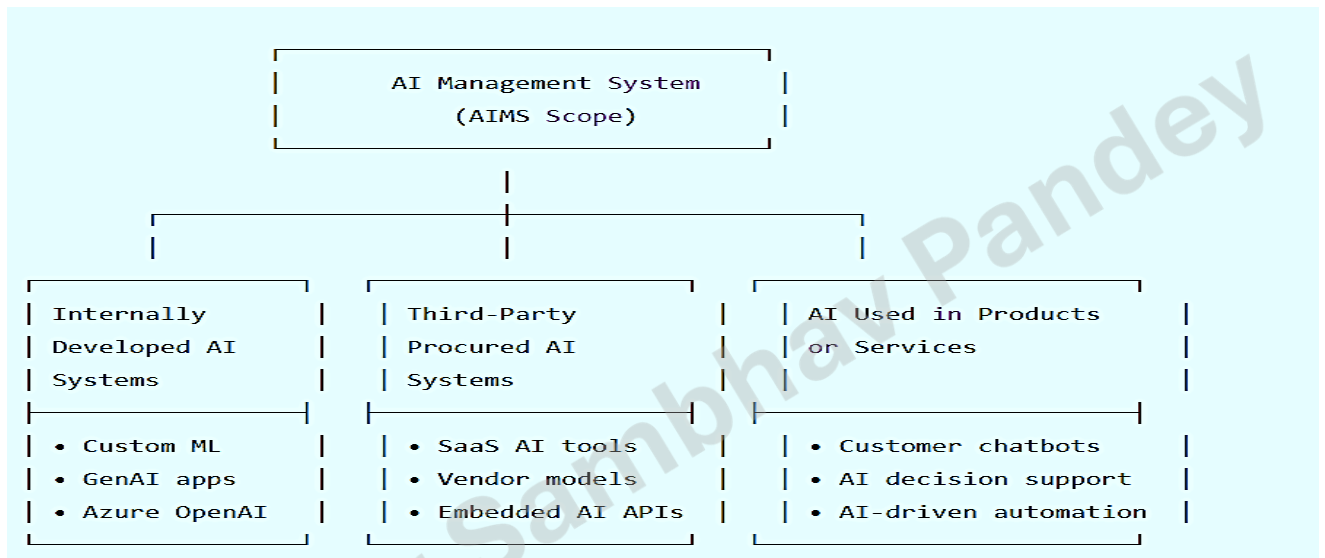 AI Management System
(AIMS Scope)
Internally
Developed AI
Systems
• Custom ML
• GenAI apps
• Azure OpenAI
Third-Party
Procured AI
Systems
• SaaS AI tools
• Vendor models
• Embedded AI APIs
AI Used in Products
or Services
• Customer chatbots
• AI decision support
• AI-driven automation
Sambhav Pandey